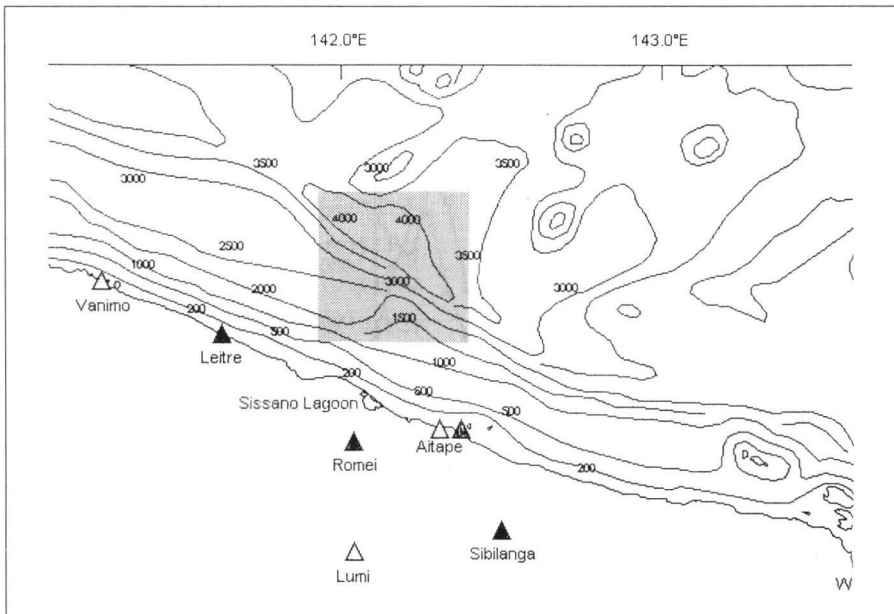 142.0°E 143.0°E
3500 3000 3500
3000
4000 4000
2500 3500
1000 3000 3000
2000
Vanimo 200 1500
Leitre 500 1000
200 500 500
Sissano Lagoon
Aitape 200
Romei
Sibilanga
Lumi W